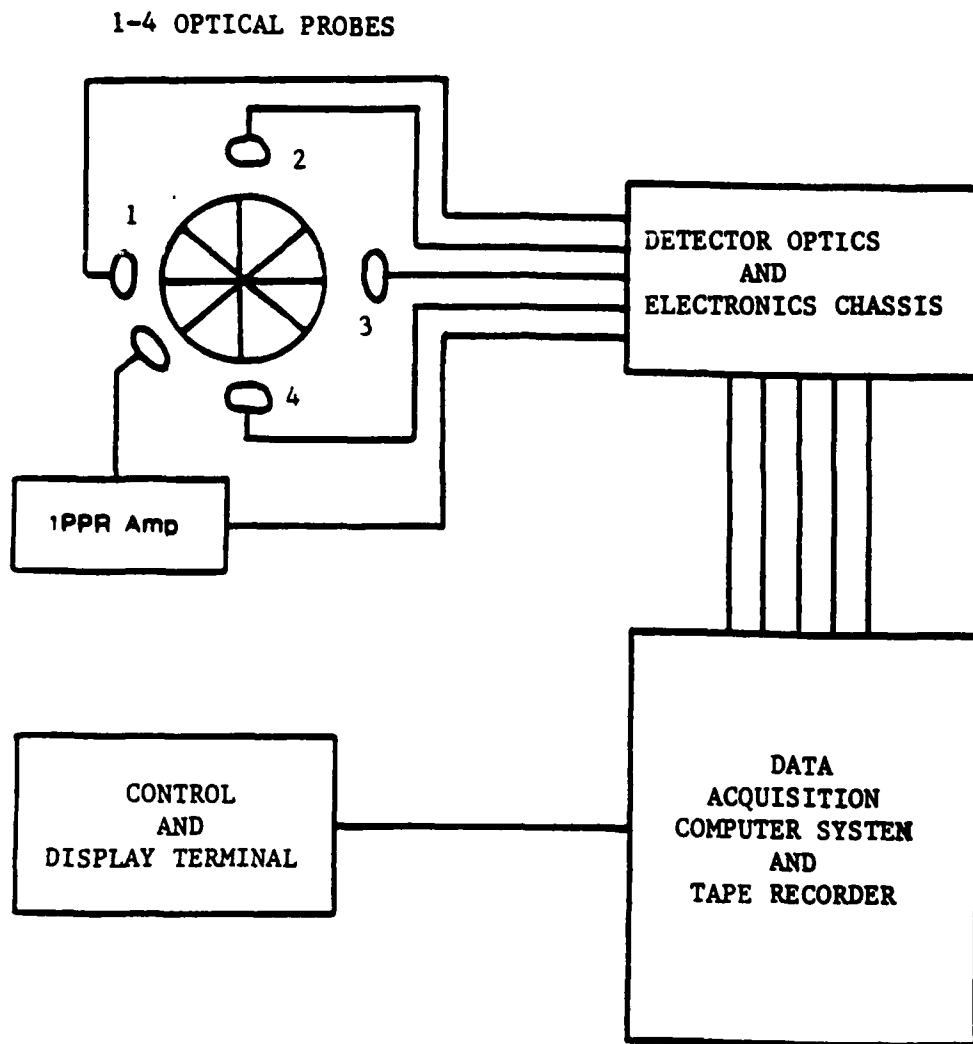 1-4 OPTICAL PROBES
2
1
3
4
DETECTOR OPTICS
AND
ELECTRONICS CHASSIS
1PPR Amp
CONTROL
AND
DISPLAY TERMINAL
DATA
ACQUISITION
COMPUTER SYSTEM
AND
TAPE RECORDER